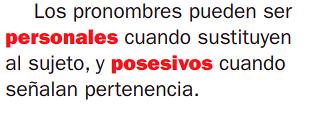 Los pronombres pueden ser
personales cuando sustituyen
al sujeto, y posesivos cuando
señalan pertenencia.